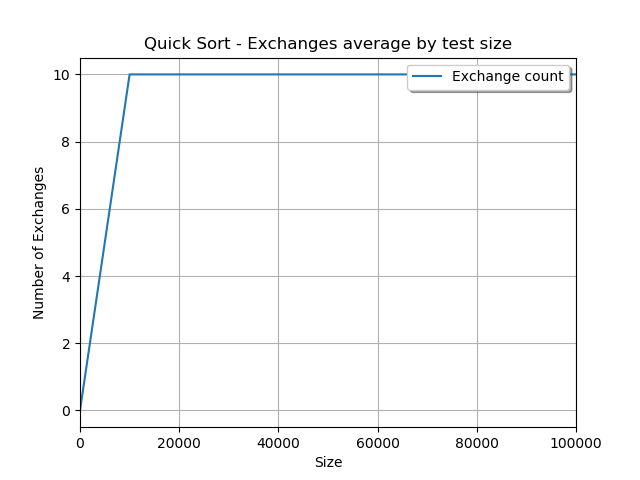 Quick Sort - Exchanges average by test size
Exchange count
Number of Exchanges
10
8
6
4
2
0
0 20000 40000 60000 80000 100000
Size